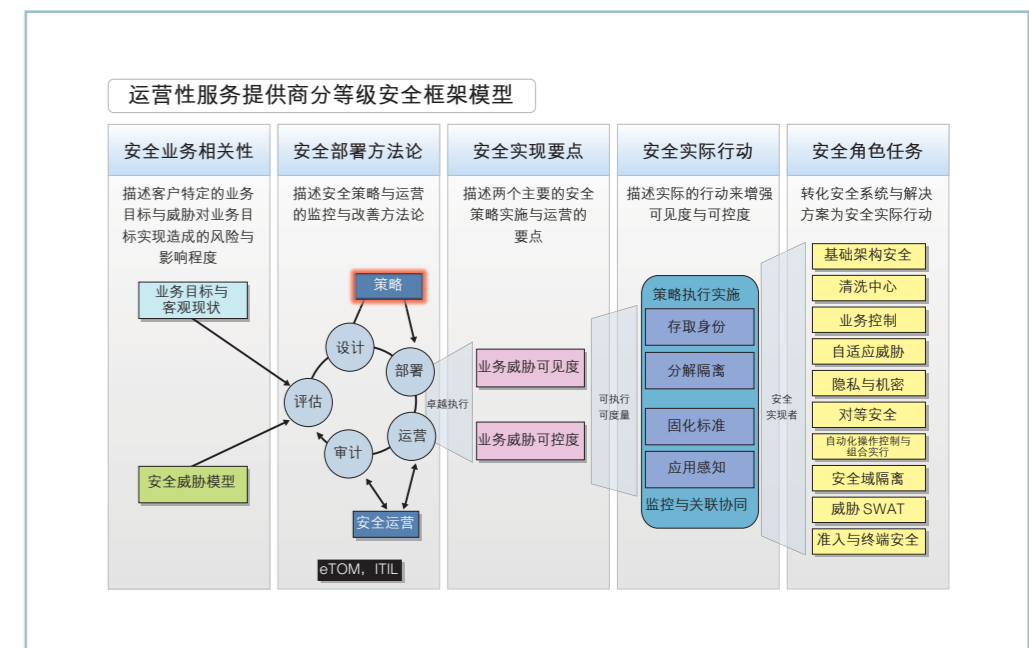 运营性服务提供商分等级安全框架模型
安全业务相关性
描述客户特定的业务
目标与威胁对业务目
标实现造成的风险与
影响程度
业务目标与
客观现状
安全威胁模型
安全部署方法论
描述安全策略与运营
的监控与改善方法论
策略
设计
部署
评估
运营
审计
安全运营
eTOM，ITIL
卓越执行
安全实现要点
描述两个主要的安全
策略实施与运营的
要点
业务威胁可见度
业务威胁可控度
可执行
可度量
安全实际行动
描述实际的行动来增强
可见度与可控度
策略执行实施
存取身份
分解隔离
固化标准
应用感知
监控与关联协同
安全
实现者
安全角色任务
转化安全系统与解决
方案为安全实际行动
基础架构安全
清洗中心
业务控制
自适应威胁
隐私与机密
对等安全
自动化操作控制与
组合实行
安全域隔离
威胁 SWAT
准入与终端安全